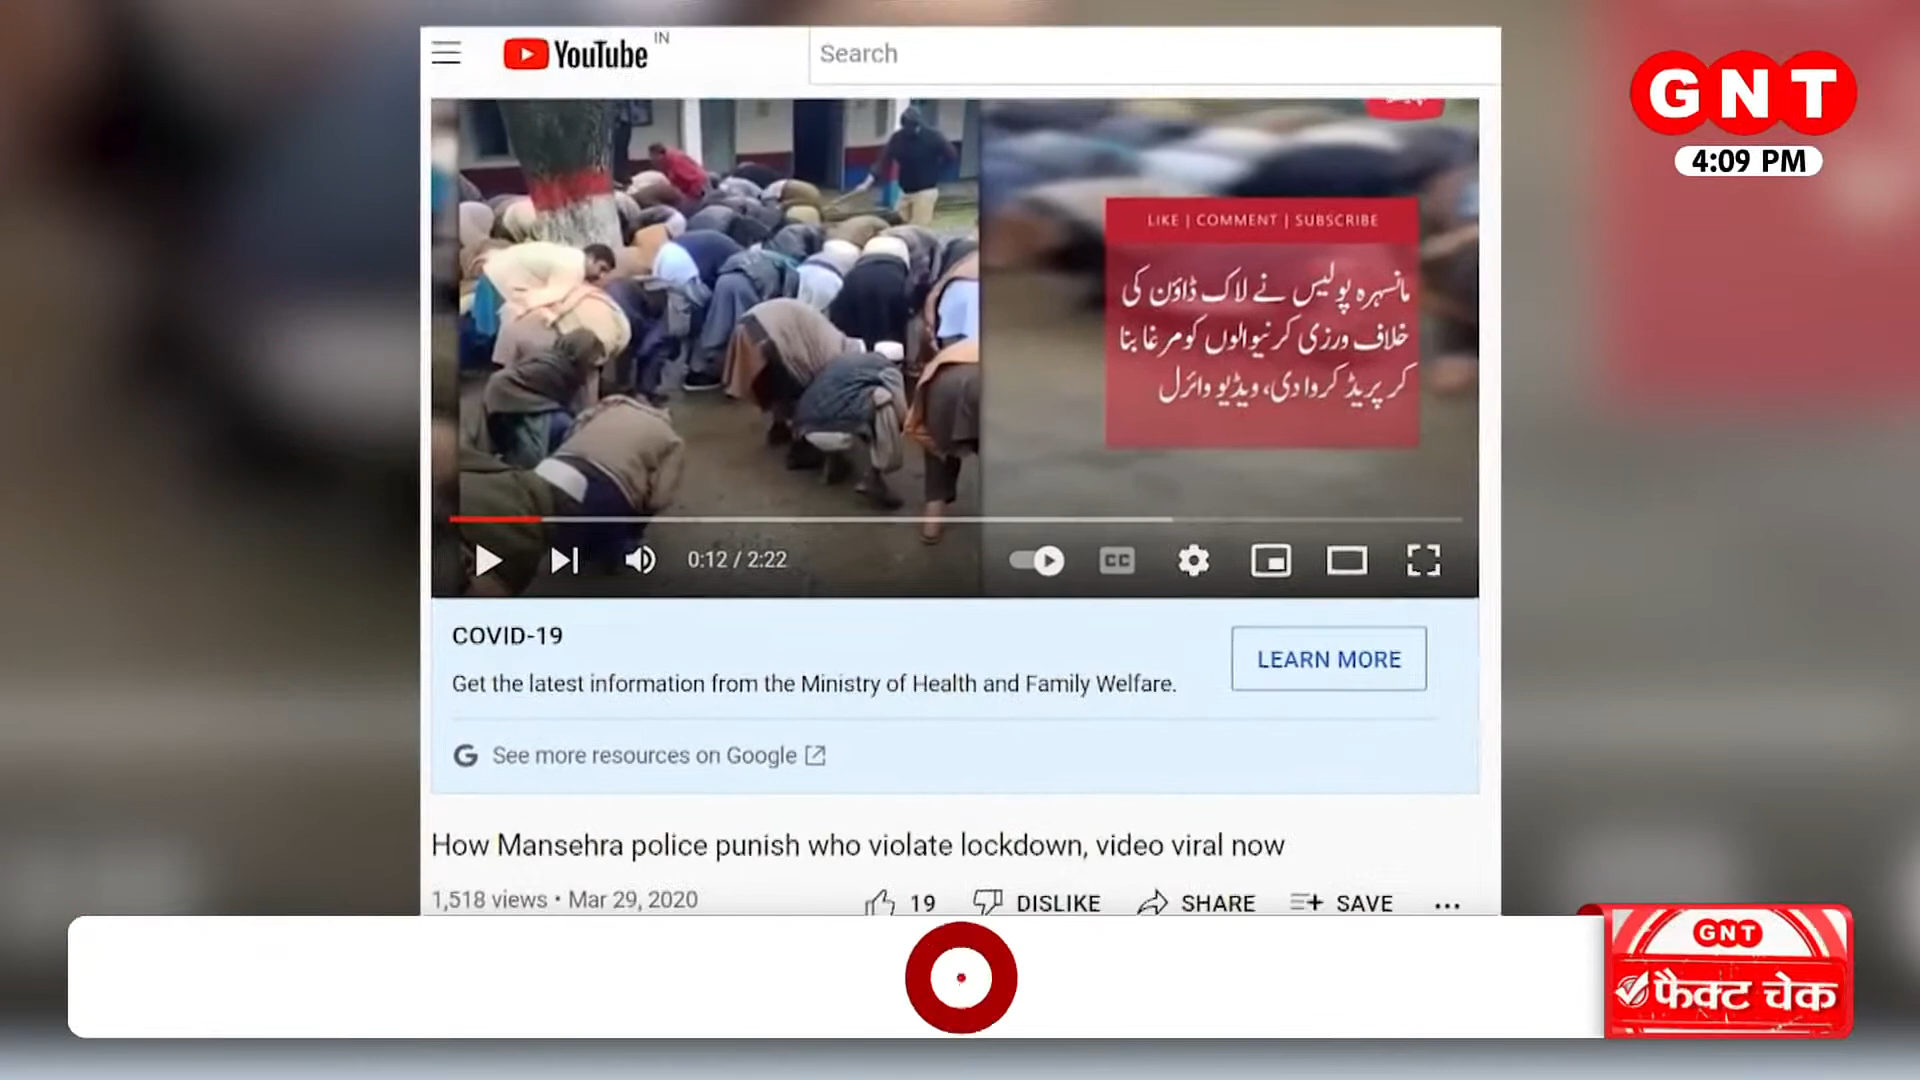 YouTube IN
Search
GNT
4:09 PM
LIKE | COMMENT | SUBSCRIBE
مانسہرہ پولیس نے لاک ڈاؤن کی
خلاف ورزی کرنیوالوں کو مرغا بنا
کر پریڈ کروا دی، ویڈیو وائرل
0:12 / 2:22
CC
COVID-19
Get the latest information from the Ministry of Health and Family Welfare.
LEARN MORE
G See more resources on Google
How Mansehra police punish who violate lockdown, video viral now
1,518 views • Mar 29, 2020
19 DISLIKE SHARE SAVE ...
GNT
फैक्ट चेक